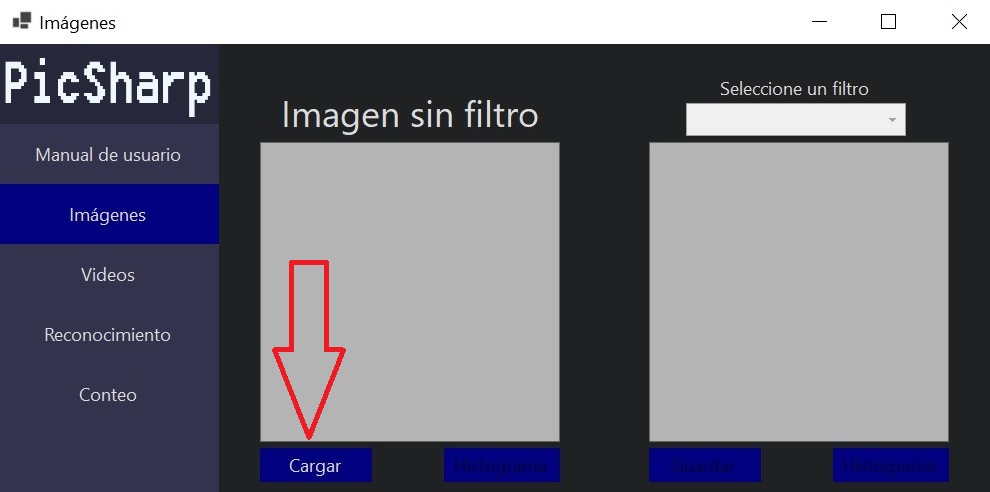 Imágenes
PicSharp
Manual de usuario
Imágenes
Videos
Reconocimiento
Conteo
Imagen sin filtro
Cargar
Histograma
Seleccione un filtro
Guardar
Histograma